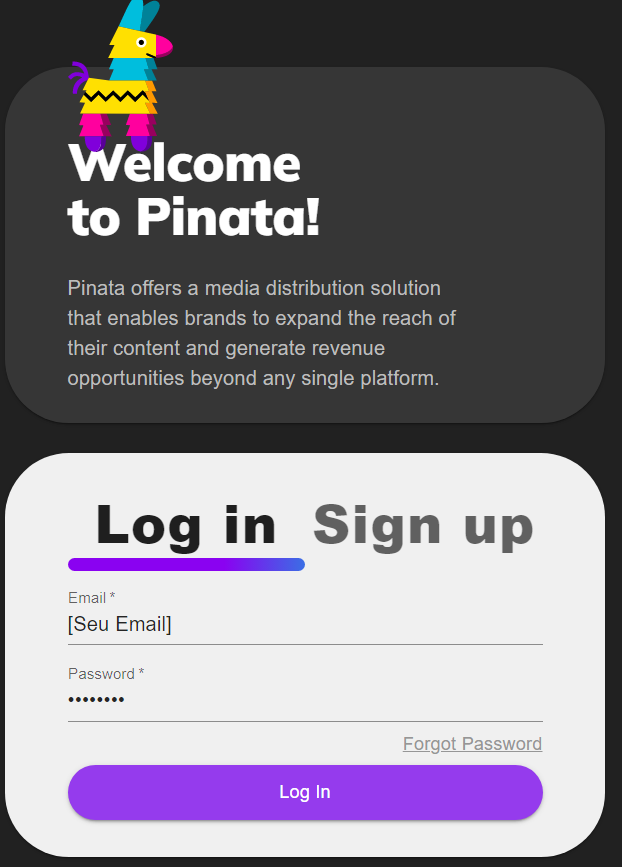 Welcome
to Pinata!
Pinata offers a media distribution solution
that enables brands to expand the reach of
their content and generate revenue
opportunities beyond any single platform.
Log in Sign up
Email *
[Seu Email]
Password *
••••••••
Forgot Password
Log In